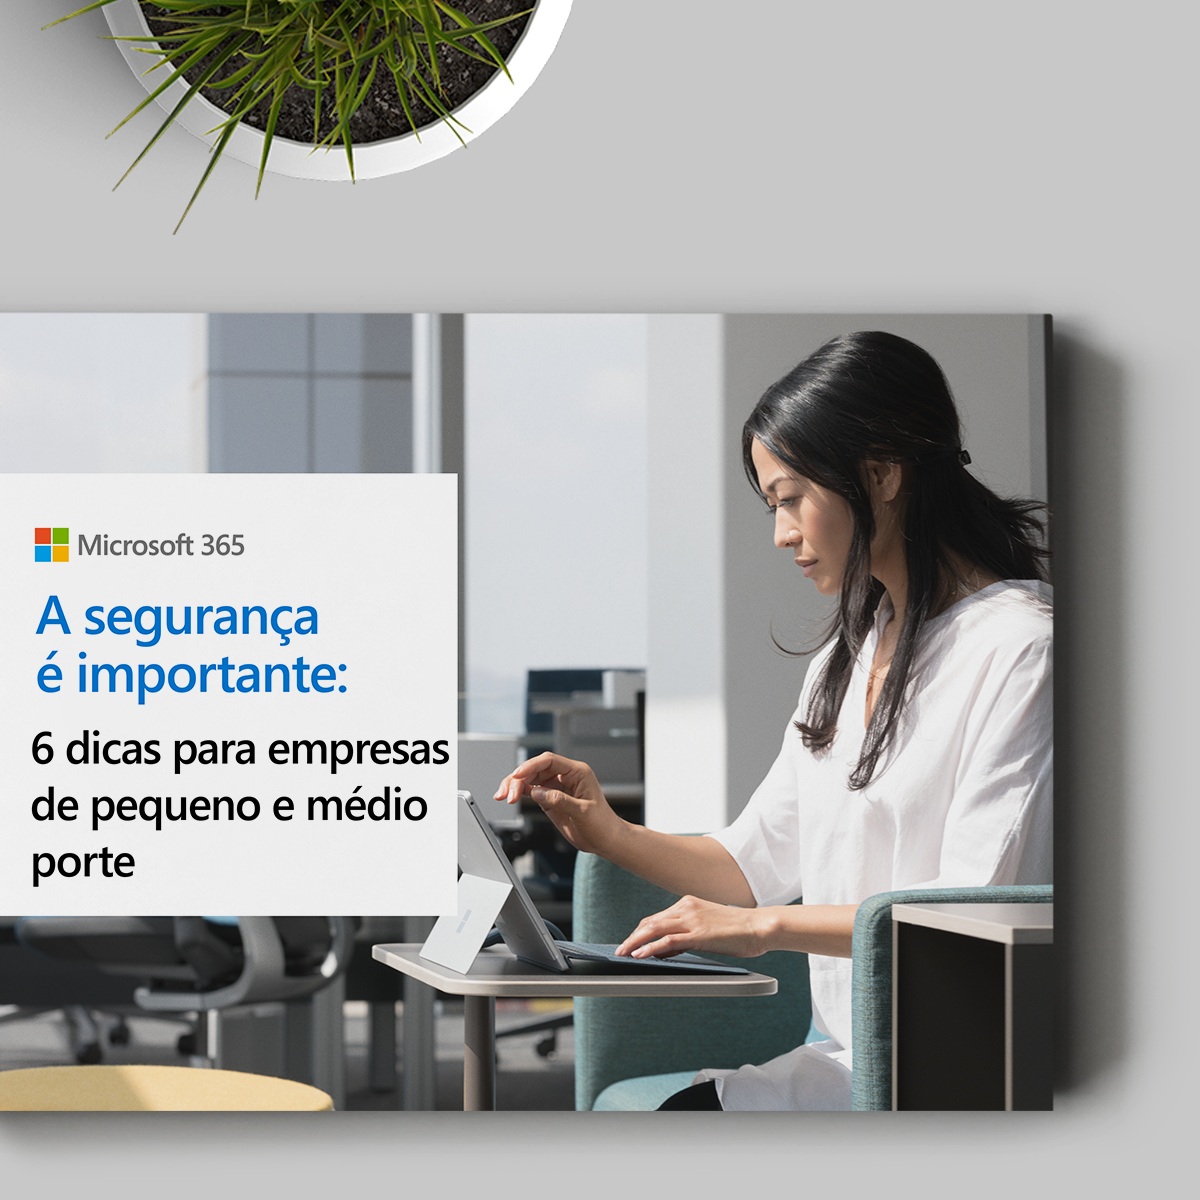 Microsoft 365
A segurança
é importante:
6 dicas para empresas
de pequeno e médio
porte